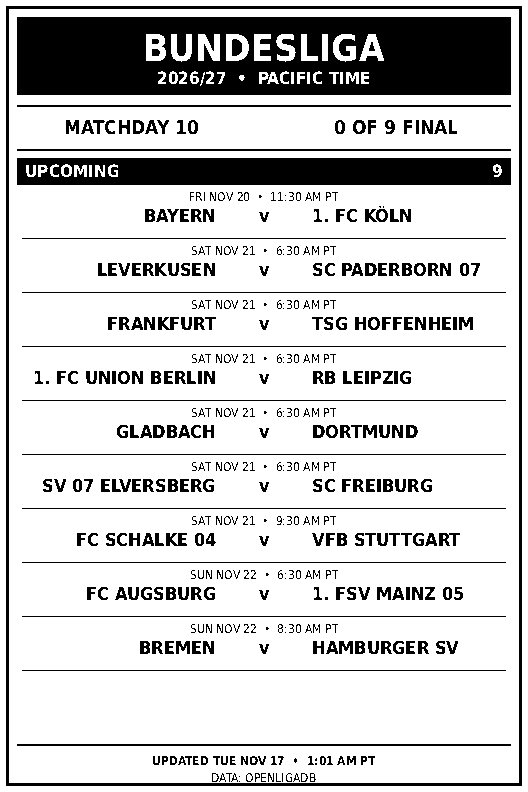 BUNDESLIGA
2026/27 • PACIFIC TIME
MATCHDAY 10 0 OF 9 FINAL
UPCOMING 9
FRI NOV 20 • 11:30 AM PT
BAYERN v 1. FC KÖLN
SAT NOV 21 • 6:30 AM PT
LEVERKUSEN v SC PADERBORN 07
SAT NOV 21 • 6:30 AM PT
FRANKFURT v TSG HOFFENHEIM
SAT NOV 21 • 6:30 AM PT
1. FC UNION BERLIN v RB LEIPZIG
SAT NOV 21 • 6:30 AM PT
GLADBACH v DORTMUND
SAT NOV 21 • 6:30 AM PT
SV 07 ELVERSBERG v SC FREIBURG
SAT NOV 21 • 9:30 AM PT
FC SCHALKE 04 v VFB STUTTGART
SUN NOV 22 • 6:30 AM PT
FC AUGSBURG v 1. FSV MAINZ 05
SUN NOV 22 • 8:30 AM PT
BREMEN v HAMBURGER SV
UPDATED TUE NOV 17 • 1:01 AM PT
DATA: OPENLIGADB